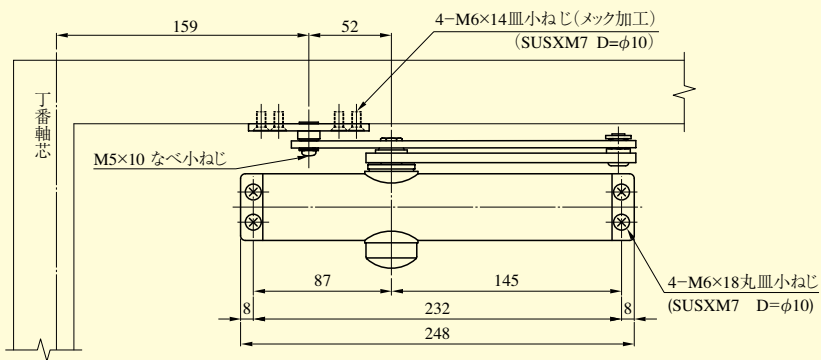 159
52
4-M6×14皿小ねじ(メック加工)
(SUSXM7 D=φ10)
丁番軸芯
M5×10 なべ小ねじ
87
145
4-M6×18丸皿小ねじ
(SUSXM7 D=φ10)
8
232
8
248